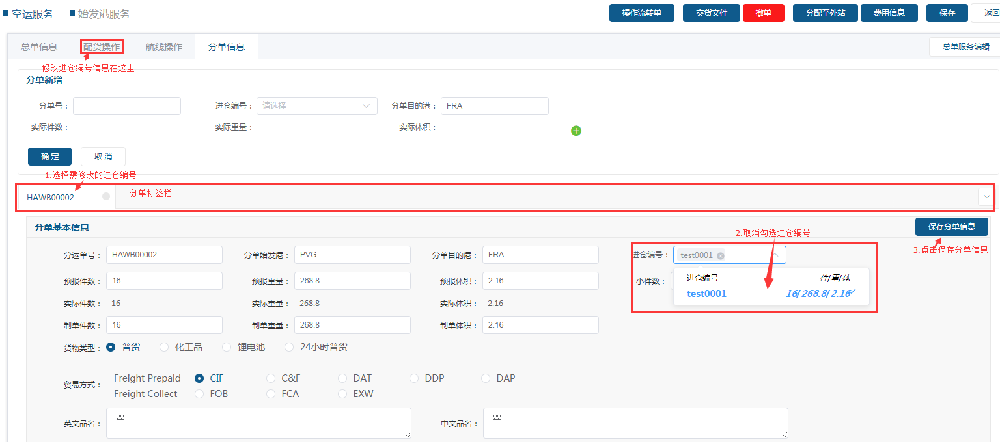 空运服务 始发港服务 操作流转单 交货文件 撤单 分配至外站 费用信息 保存 返回
总单信息 配货操作 航线操作 分单信息 总单服务编辑
修改进仓编号信息在这里
分单新增
分单号： 进仓编号： 请选择 分单目的港： FRA
实际件数： 实际重量： 实际体积：
确 定 取 消
1.选择需修改的进仓编号
HAWB00002 分单标签栏
分单基本信息 保存分单信息
2.取消勾选进仓编号
3.点击保存分单信息
分运单号： HAWB00002 分单始发港： PVG 分单目的港： FRA 进仓编号： test0001
进仓编号 件/重/体
预报件数： 16 预报重量： 268.8 预报体积： 2.16 小件数：
test0001 16/ 268.8/ 2.16
实际件数： 16 实际重量： 268.8 实际体积： 2.16
制单件数： 16 制单重量： 268.8 制单体积： 2.16
货物类型： 普货 化工品 锂电池 24小时普货
贸易方式： Freight Prepaid CIF C&F DAT DDP DAP
Freight Collect FOB FCA EXW
英文品名： 22 中文品名： 22